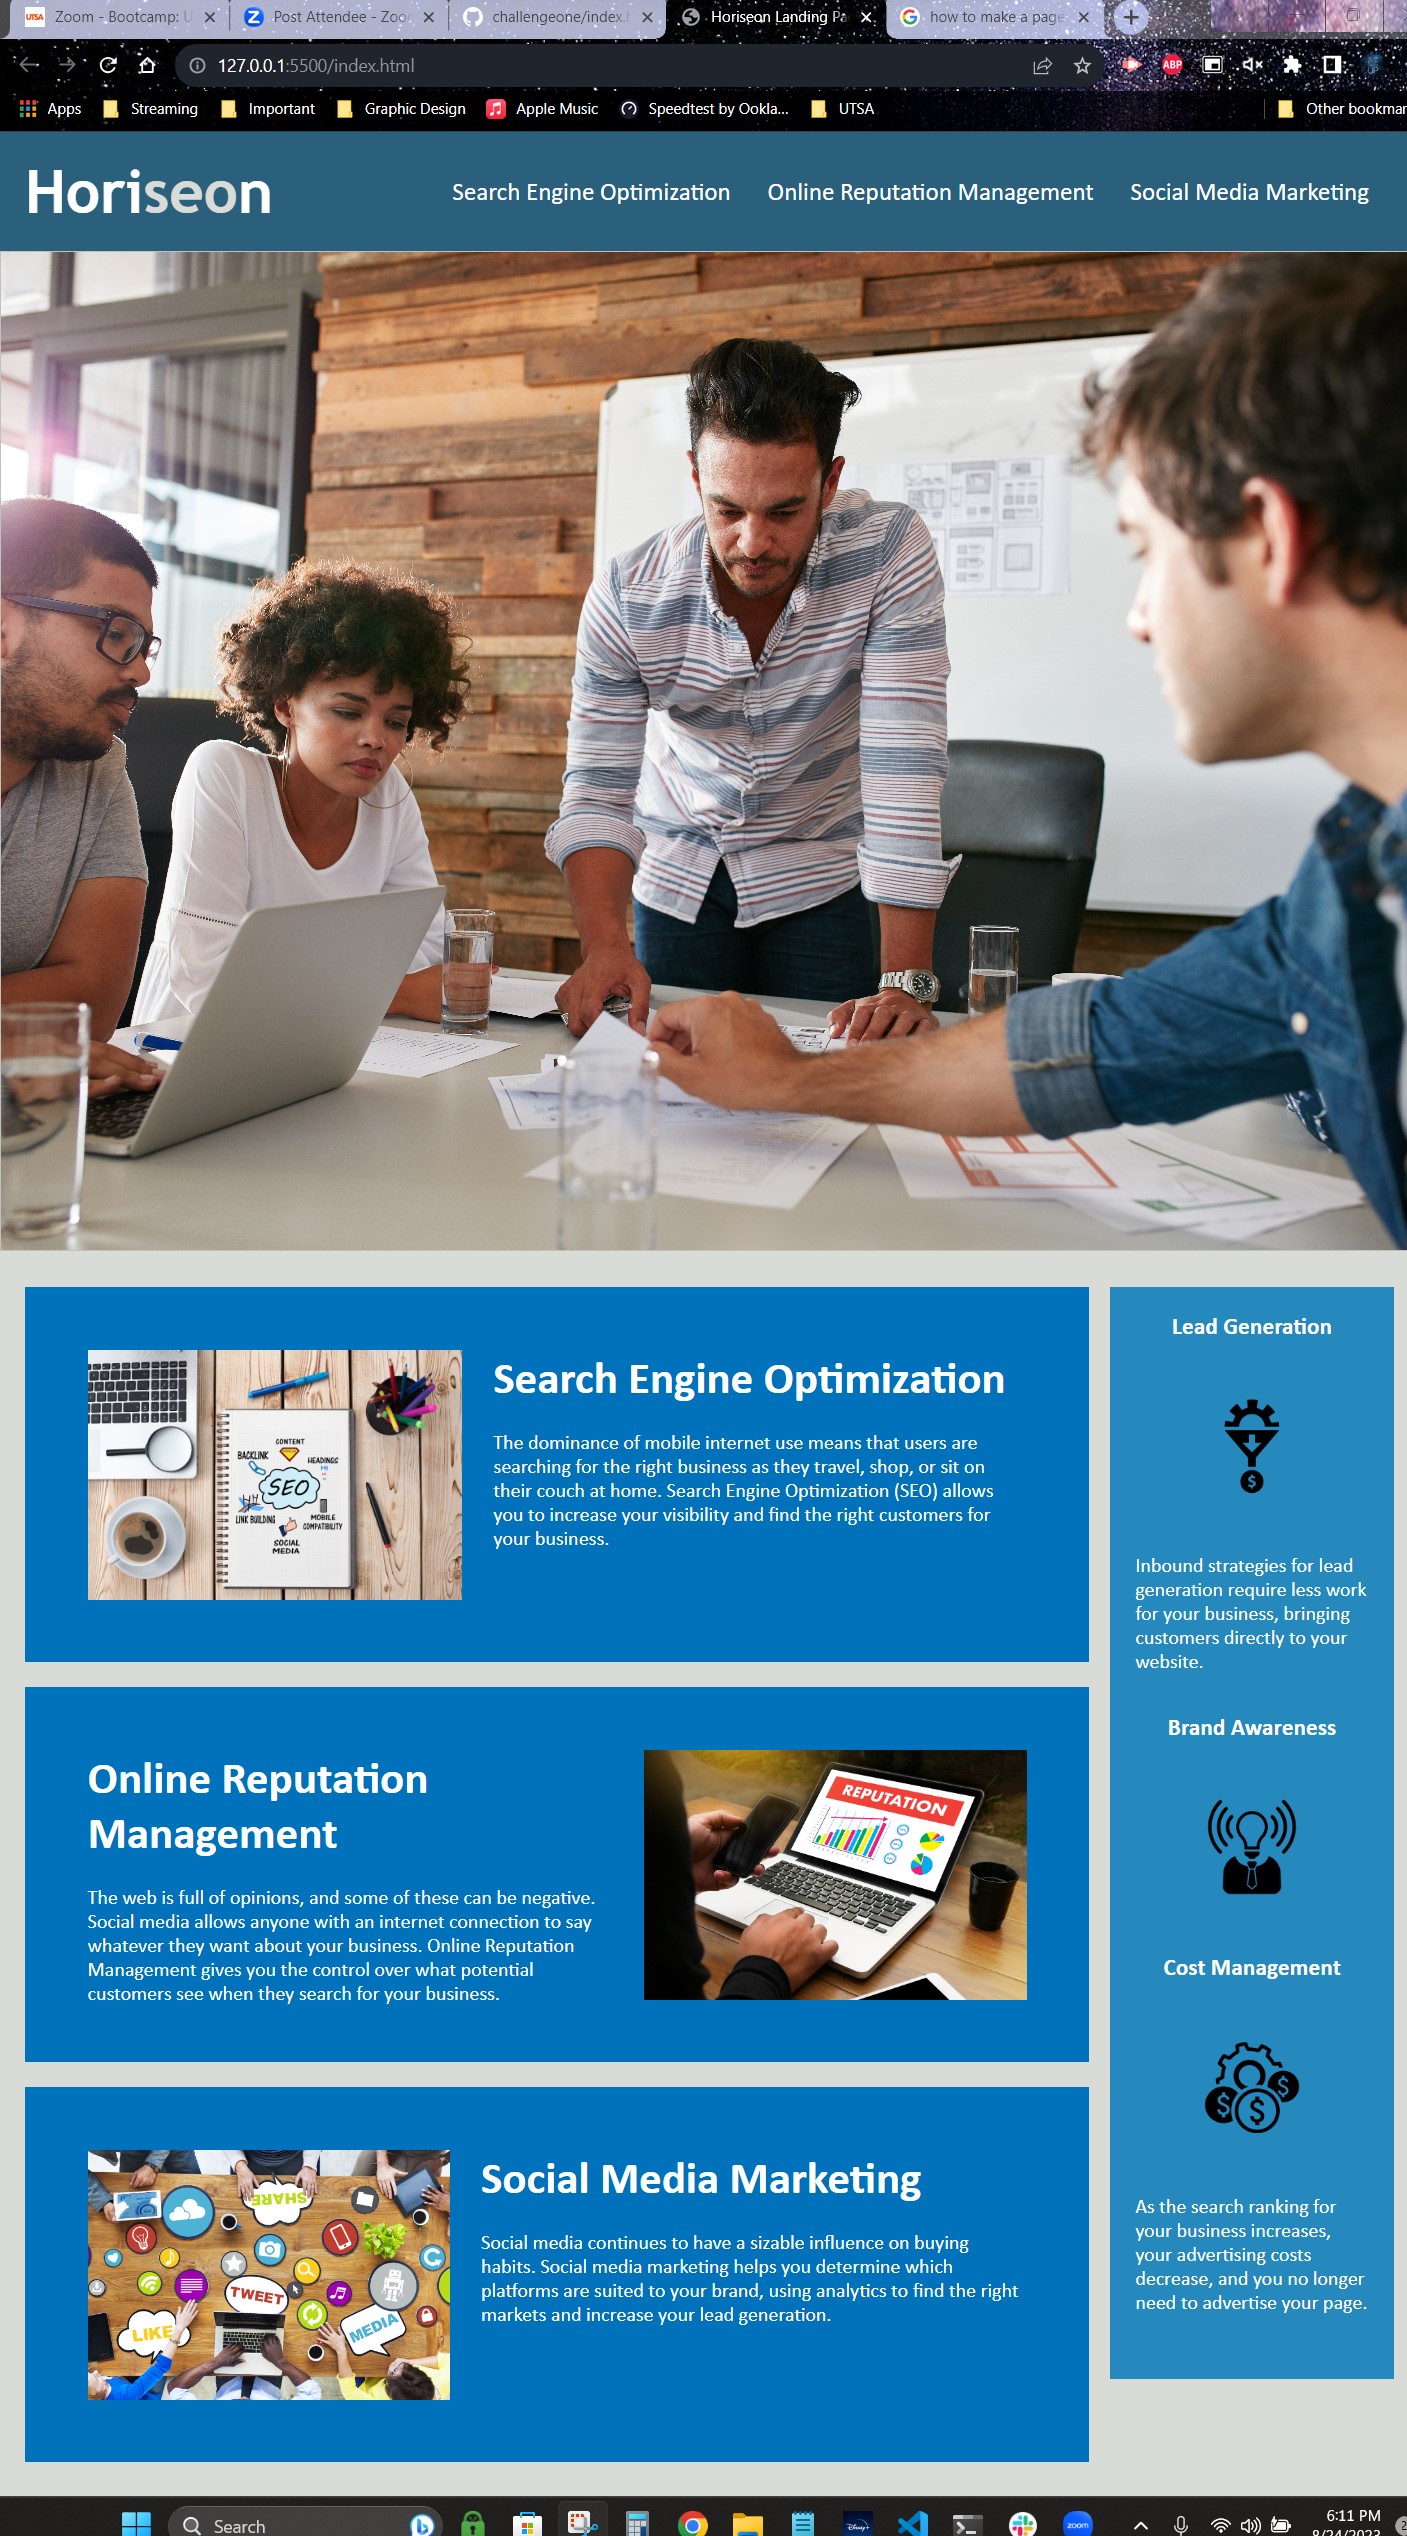 Zoom - Bootcamp: U
Post Attendee - Zoo
challengeone/index.
Horiseon Landing Pa
how to make a page
127.0.0.1:5500/index.html
ABP
Apps
Streaming
Important
Graphic Design
Apple Music
Speedtest by Ookla...
UTSA
Other bookmar
Horiseon
Search Engine Optimization
Online Reputation Management
Social Media Marketing
Search Engine Optimization
The dominance of mobile internet use means that users are
searching for the right business as they travel, shop, or sit on
their couch at home. Search Engine Optimization (SEO) allows
you to increase your visibility and find the right customers for
your business.
CONTENT
BACKLINK
HEADINGS
SEO
LINK BUILDING
MOBILE
COMPATIBILITY
SOCIAL
MEDIA
Online Reputation
Management
The web is full of opinions, and some of these can be negative.
Social media allows anyone with an internet connection to say
whatever they want about your business. Online Reputation
Management gives you the control over what potential
customers see when they search for your business.
REPUTATION
Social Media Marketing
Social media continues to have a sizable influence on buying
habits. Social media marketing helps you determine which
platforms are suited to your brand, using analytics to find the right
markets and increase your lead generation.
SHARE
TWEET
LIKE
MEDIA
Lead Generation
$
Inbound strategies for lead
generation require less work
for your business, bringing
customers directly to your
website.
Brand Awareness
Cost Management
$ $ $
As the search ranking for
your business increases,
your advertising costs
decrease, and you no longer
need to advertise your page.
Search
zoom
6:11 PM
8/24/2023